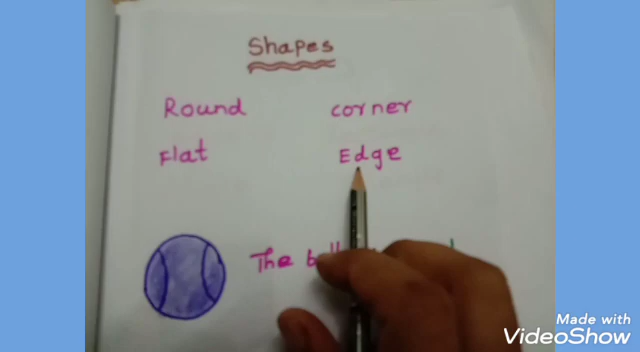 Shapes
Round corner
Flat Edge
The
Made with
VideoShow